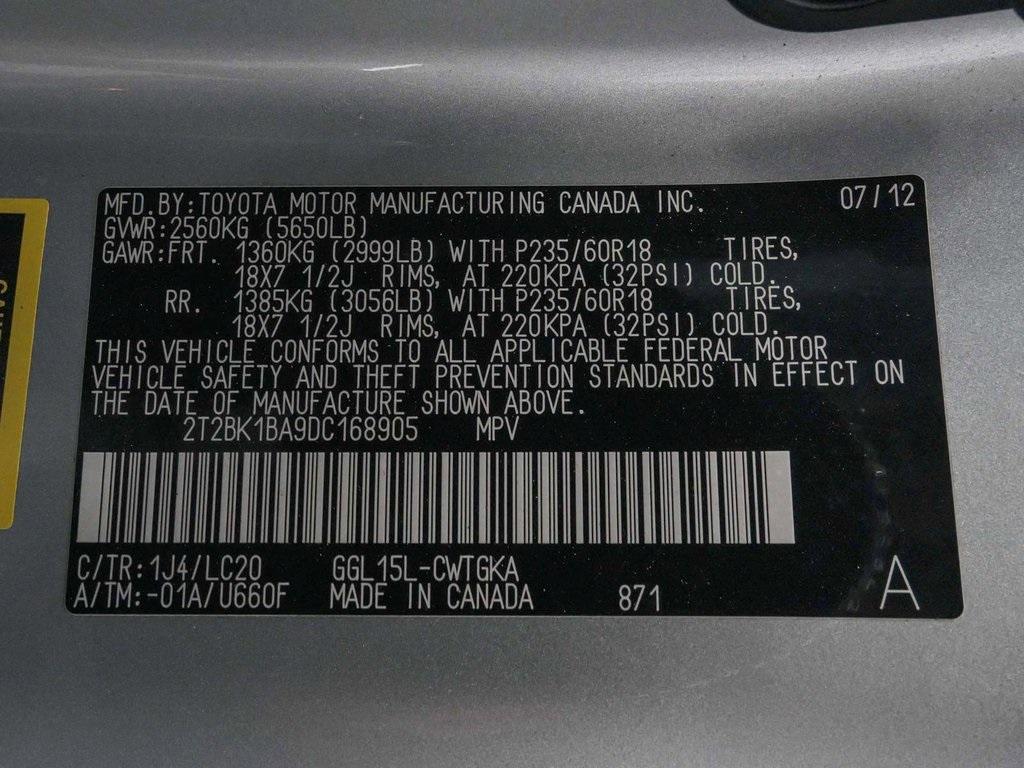 MFD.BY:TOYOTA MOTOR MANUFACTURING CANADA INC. 07/12
GVWR:2560KG (5650LB)
GAWR:FRT. 1360KG (2999LB) WITH P235/60R18 TIRES,
18X7 1/2J RIMS, AT 220KPA (32PSI) COLD.
RR. 1385KG (3056LB) WITH P235/60R18 TIRES,
18X7 1/2J RIMS, AT 220KPA (32PSI) COLD.
THIS VEHICLE CONFORMS TO ALL APPLICABLE FEDERAL MOTOR
VEHICLE SAFETY AND THEFT PREVENTION STANDARDS IN EFFECT ON
THE DATE OF MANUFACTURE SHOWN ABOVE.
2T2BK1BA9DC168905 MPV
C/TR:1J4/LC20 GGL15L-CWTGKA
A/TM:-01A/U660F MADE IN CANADA 871 A